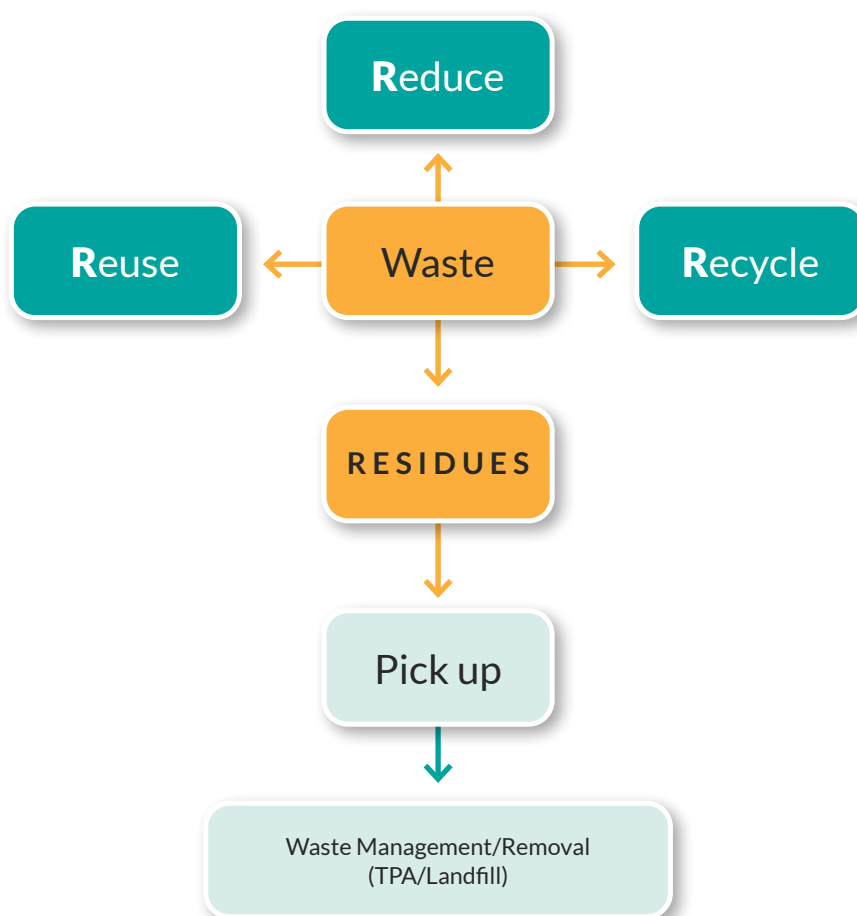 Reduce
Reuse
Waste
Recycle
RESIDUES
Pick up
Waste Management/Removal
(TPA/Landfill)